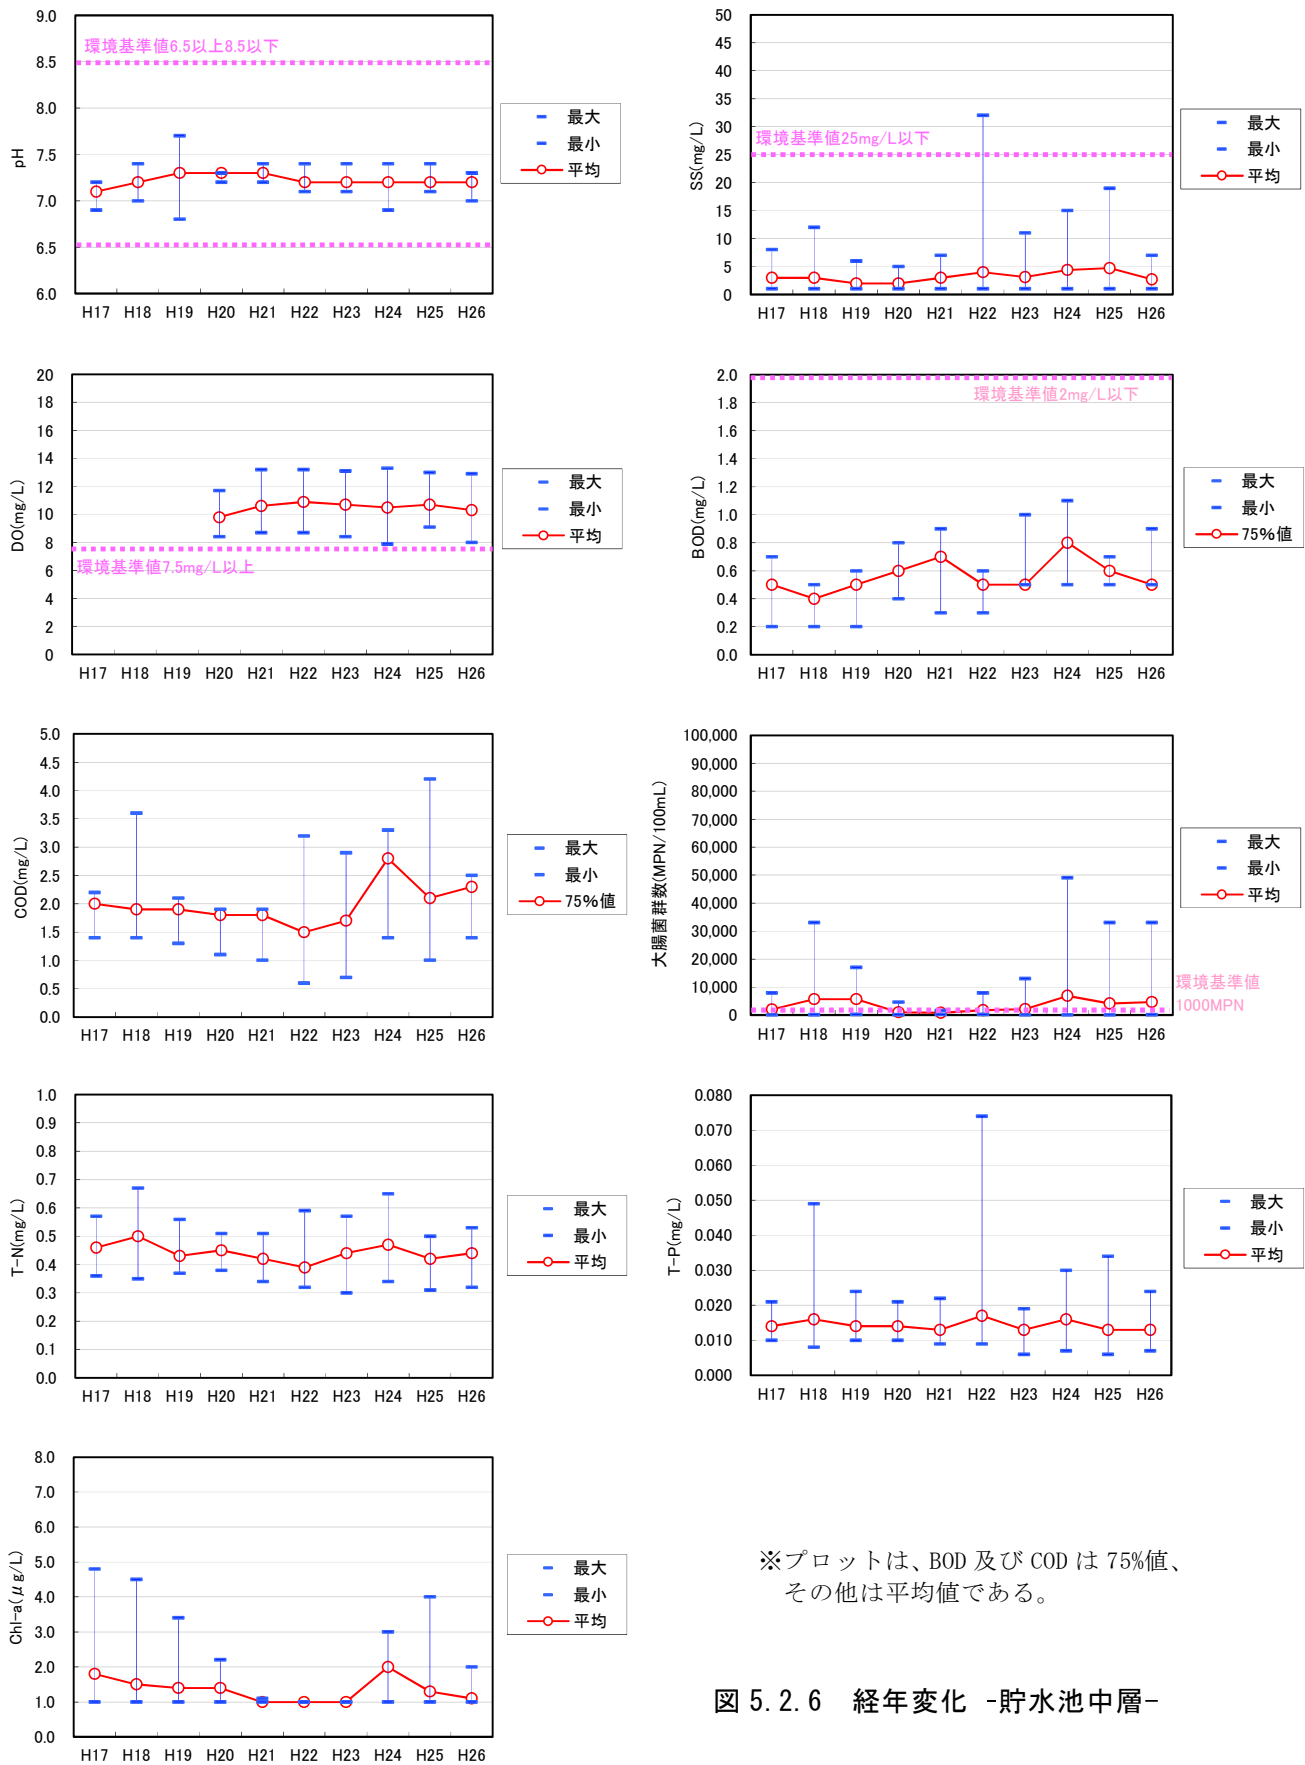 9.0
8.5
8.0
7.5
7.0
6.5
6.0
pH
環境基準値6.5以上8.5以下
H17 H18 H19 H20 H21 H22 H23 H24 H25 H26
最大
最小
平均
50
45
40
35
30
25
20
15
10
5
0
SS(mg/L)
環境基準値25mg/L以下
H17 H18 H19 H20 H21 H22 H23 H24 H25 H26
最大
最小
平均
20
18
16
14
12
10
8
6
4
2
0
DO(mg/L)
環境基準値7.5mg/L以上
H17 H18 H19 H20 H21 H22 H23 H24 H25 H26
最大
最小
平均
2.0
1.8
1.6
1.4
1.2
1.0
0.8
0.6
0.4
0.2
0.0
BOD(mg/L)
環境基準値2mg/L以下
H17 H18 H19 H20 H21 H22 H23 H24 H25 H26
最大
最小
75%値
5.0
4.5
4.0
3.5
3.0
2.5
2.0
1.5
1.0
0.5
0.0
COD(mg/L)
H17 H18 H19 H20 H21 H22 H23 H24 H25 H26
最大
最小
75%値
100,000
90,000
80,000
70,000
60,000
50,000
40,000
30,000
20,000
10,000
0
大腸菌群数(MPN/100mL)
環境基準値
1000MPN
H17 H18 H19 H20 H21 H22 H23 H24 H25 H26
最大
最小
平均
1.0
0.9
0.8
0.7
0.6
0.5
0.4
0.3
0.2
0.1
0.0
T-N(mg/L)
H17 H18 H19 H20 H21 H22 H23 H24 H25 H26
最大
最小
平均
0.080
0.070
0.060
0.050
0.040
0.030
0.020
0.010
0.000
T-P(mg/L)
H17 H18 H19 H20 H21 H22 H23 H24 H25 H26
最大
最小
平均
8.0
7.0
6.0
5.0
4.0
3.0
2.0
1.0
0.0
Chl-a(μg/L)
H17 H18 H19 H20 H21 H22 H23 H24 H25 H26
最大
最小
平均
※プロットは、BOD 及び COD は 75%値、
その他は平均値である。
図 5.2.6 経年変化 -貯水池中層-